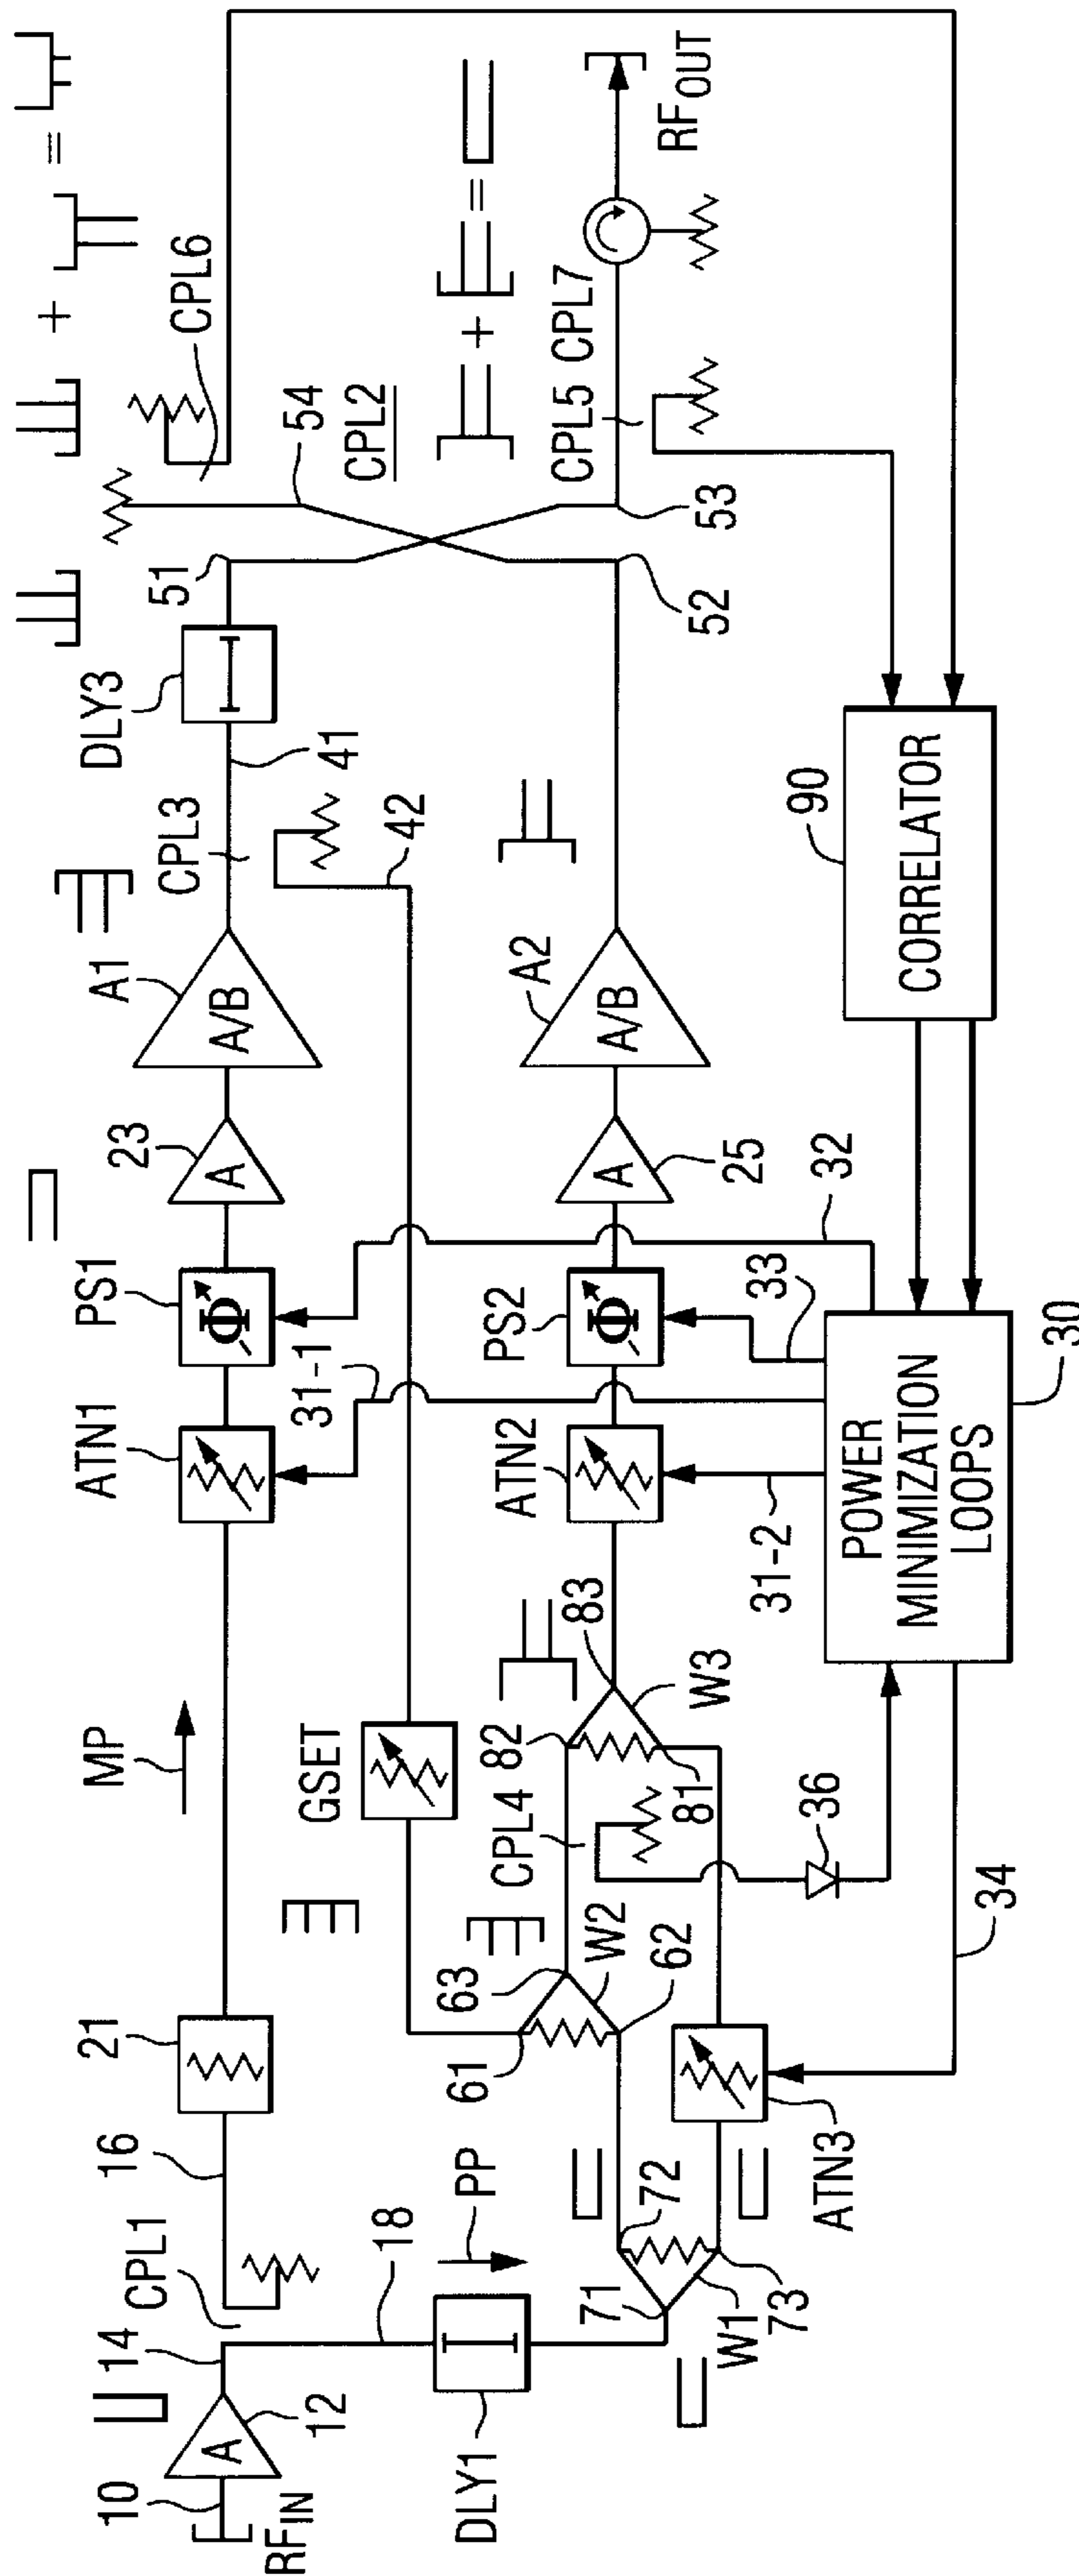 RFIN
10
12
A
14
CPL1
16
18
21
MP
ATN1
PS1
23
A
A1
A/B
CPL3
41
DLY3
51
54
CPL6
+
=
CPL2
DLY1
PP
GSET
31-1
42
+
=
71
W1
72
73
61
62
63
W2
CPL4
82
81
83
W3
ATN2
PS2
25
A
A2
A/B
52
53
CPL5
CPL7
RFOUT
ATN3
34
36
31-2
33
32
POWER
MINIMIZATION
LOOPS
30
CORRELATOR
90
Φ
Φ